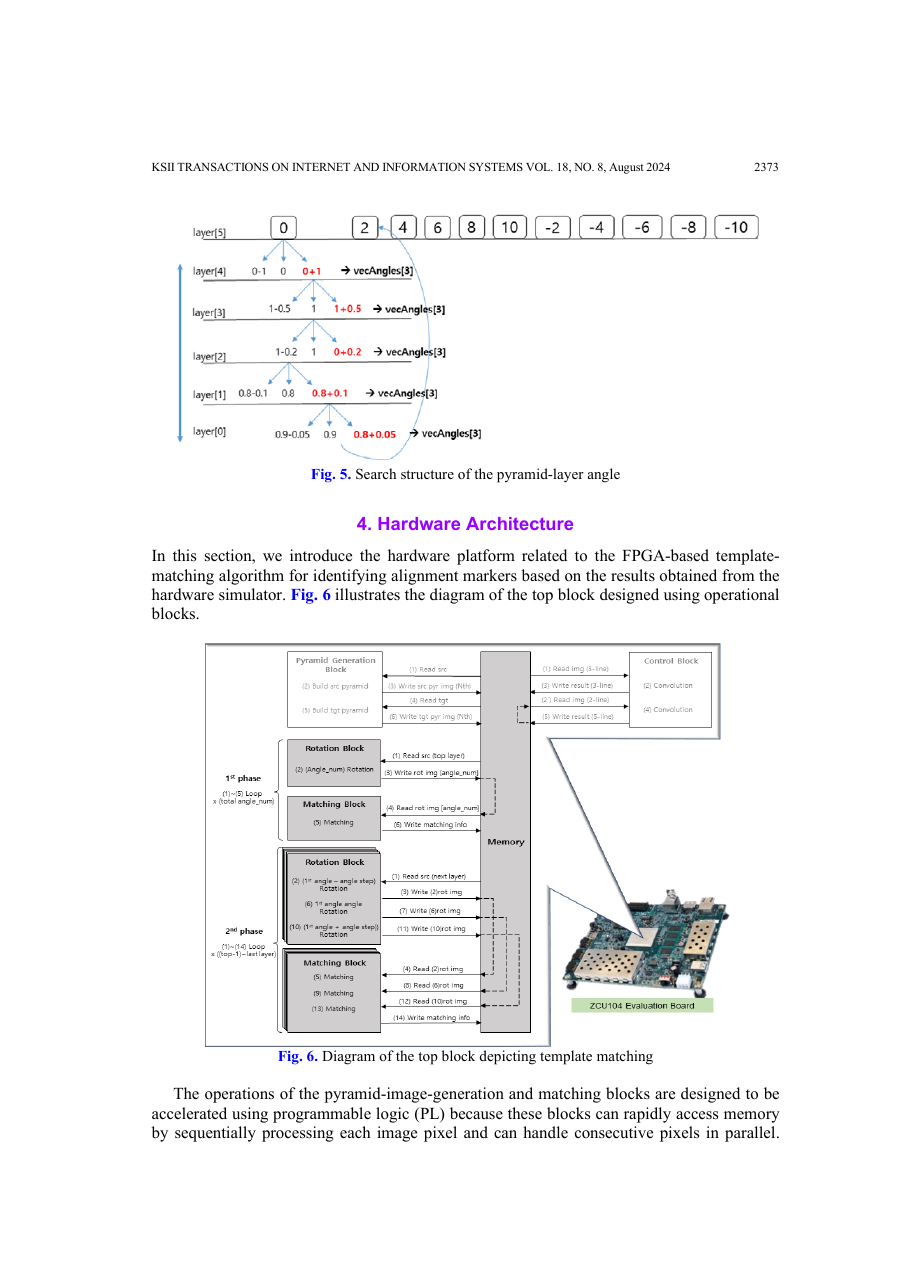 KSII TRANSACTIONS ON INTERNET AND INFORMATION SYSTEMS VOL. 18, NO. 8, August 2024 2373
layer[5] 0 2 4 6 8 10 -2 -4 -6 -8 -10
layer[4] 0-1 0 0+1 → vecAngles[3]
layer[3] 1-0.5 1 1+0.5 → vecAngles[3]
layer[2] 1-0.2 1 0+0.2 → vecAngles[3]
layer[1] 0.8-0.1 0.8 0.8+0.1 → vecAngles[3]
layer[0] 0.9-0.05 0.9 0.8+0.05 → vecAngles[3]
Fig. 5. Search structure of the pyramid-layer angle
4. Hardware Architecture
In this section, we introduce the hardware platform related to the FPGA-based template-
matching algorithm for identifying alignment markers based on the results obtained from the
hardware simulator. Fig. 6 illustrates the diagram of the top block designed using operational
blocks.
Pyramid Generation
Block
(2) Build src pyramid
(5) Build tgt pyramid
(1) Read src
(3) Write src pyr img (Nth)
(4) Read tgt
(6) Write tgt pyr img (Nth)
(1) Read img (3-line)
(3) Write result (3-line)
(2') Read img (2-line)
(5) Write result (5-line)
Control Block
(2) Convolution
(4) Convolution
1st phase
(1)~(5) Loop
x (total angle_num)
Rotation Block
(2) (Angle_num) Rotation
(1) Read src (top layer)
(3) Write rot img [angle_num]
Matching Block
(5) Matching
(4) Read rot img [angle_num]
(6) Write matching info
Memory
2nd phase
(1)~(14) Loop
x ((top-1)~last layer)
Rotation Block
(2) (1st angle – angle step)
Rotation
(6) 1st angle angle
Rotation
(10) (1st angle + angle step))
Rotation
(1) Read src (next layer)
(3) Write (2)rot img
(7) Write (6)rot img
(11) Write (10)rot img
Matching Block
(5) Matching
(9) Matching
(13) Matching
(4) Read (2)rot img
(8) Read (6)rot img
(12) Read (10)rot img
(14) Write matching info
ZCU104 Evaluation Board
Fig. 6. Diagram of the top block depicting template matching
The operations of the pyramid-image-generation and matching blocks are designed to be
accelerated using programmable logic (PL) because these blocks can rapidly access memory
by sequentially processing each image pixel and can handle consecutive pixels in parallel.